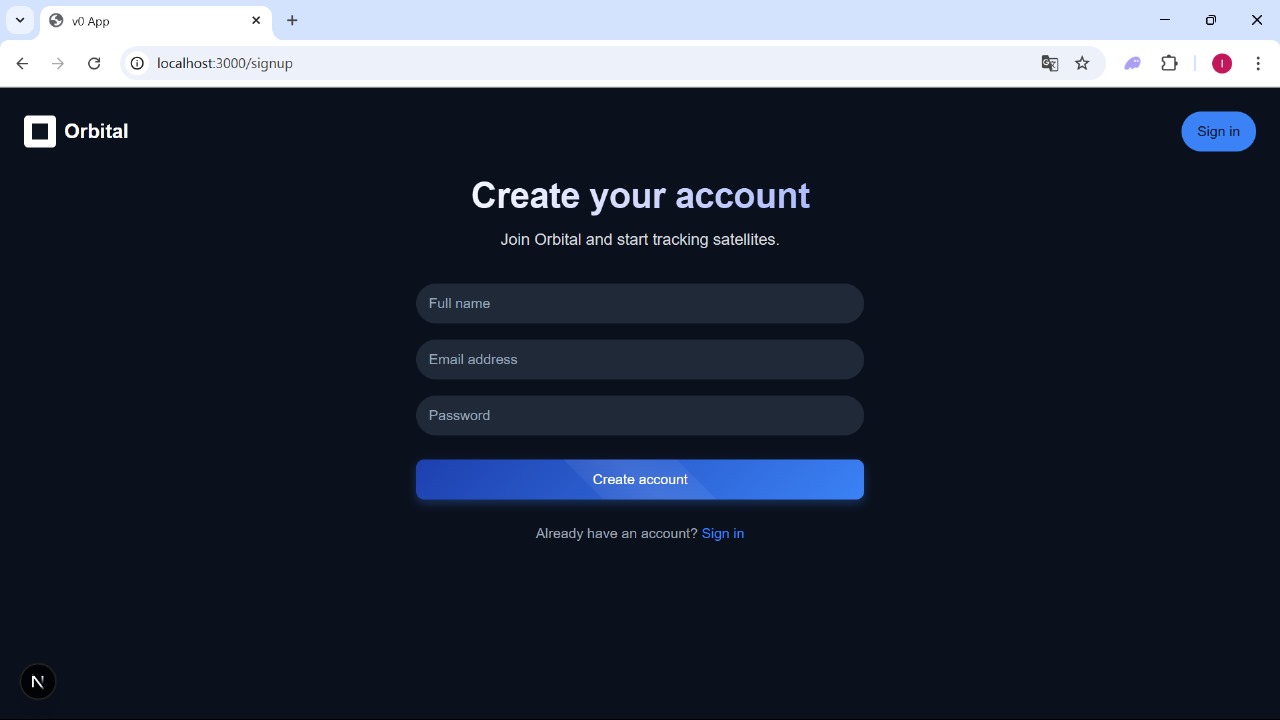 v0 App
localhost:3000/signup
I
Orbital
Sign in
Create your account
Join Orbital and start tracking satellites.
Full name
Email address
Password
Create account
Already have an account? Sign in
N